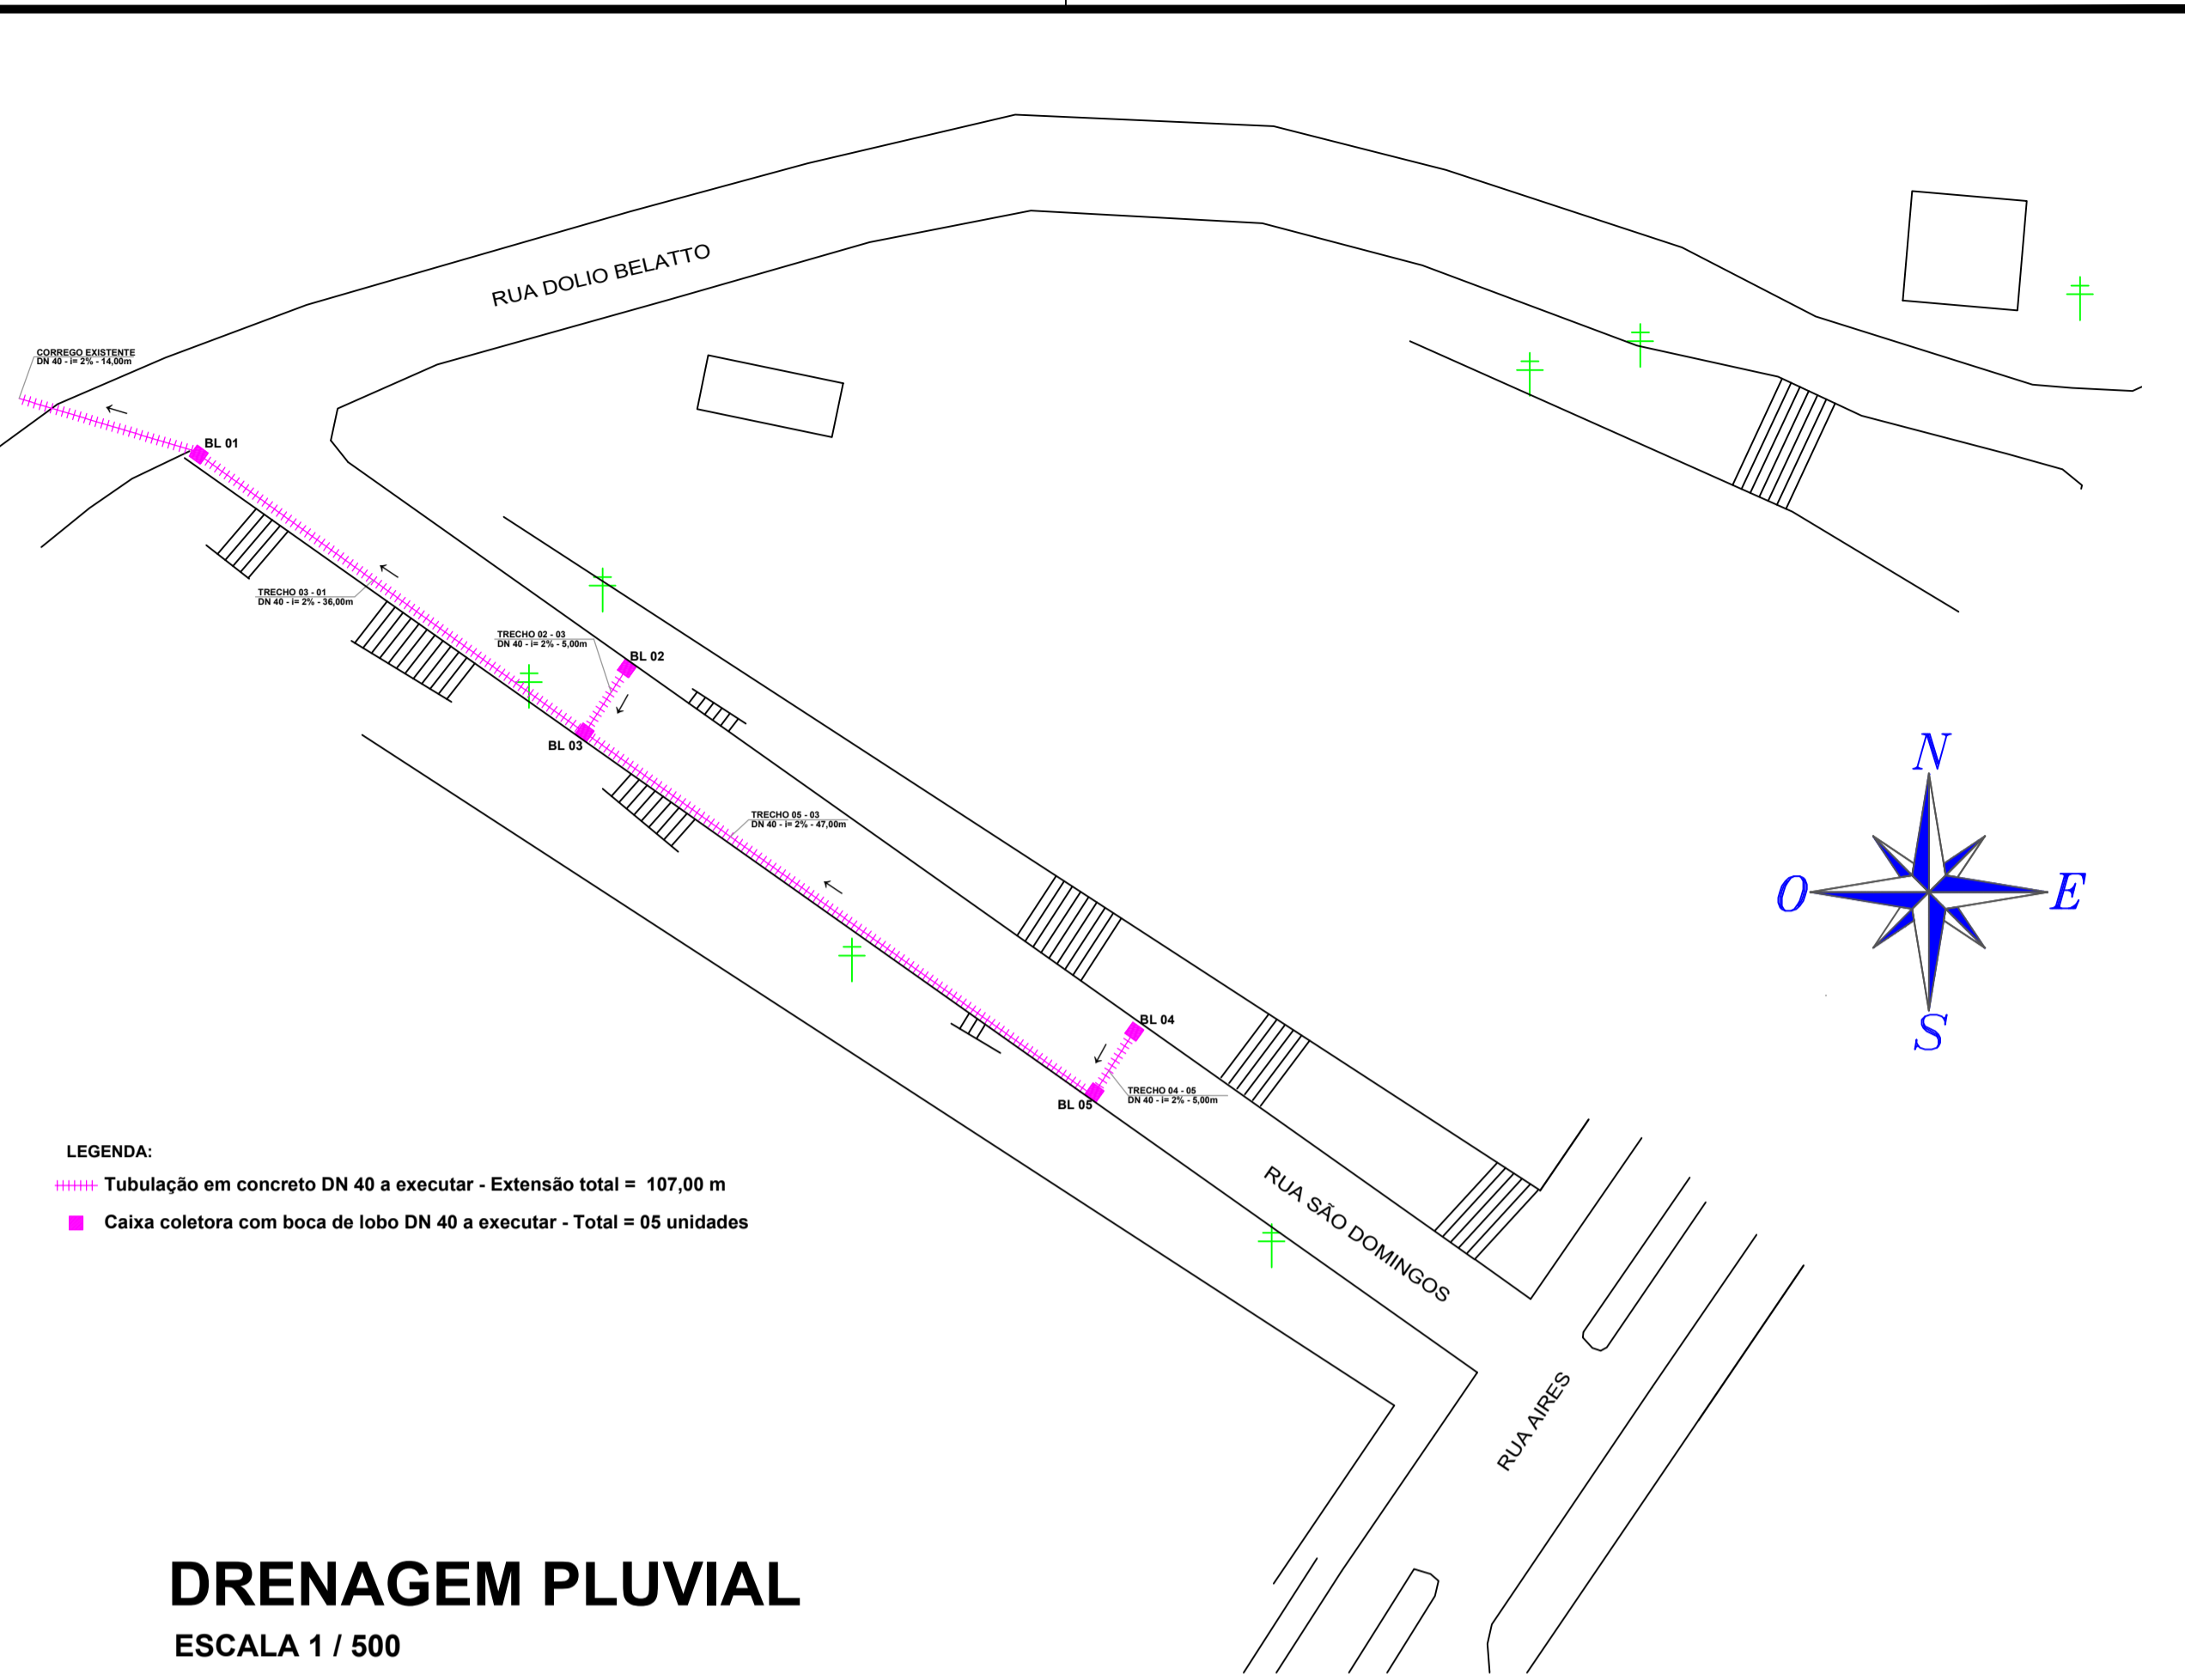 RUA DOLIO BELATTO
CORREGO EXISTENTE
DN 40 - i= 2% - 14,00m
BL 01
TRECHO 03 - 01
DN 40 - i= 2% - 36,00m
TRECHO 02 - 03
DN 40 - i= 2% - 5,00m
BL 02
BL 03
TRECHO 05 - 03
DN 40 - i= 2% - 47,00m
N
O
E
S
BL 04
TRECHO 04 - 05
DN 40 - i= 2% - 5,00m
BL 05
RUA SÃO DOMINGOS
RUA AIRES
LEGENDA:
Tubulação em concreto DN 40 a executar - Extensão total = 107,00 m
Caixa coletora com boca de lobo DN 40 a executar - Total = 05 unidades
DRENAGEM PLUVIAL
ESCALA 1 / 500